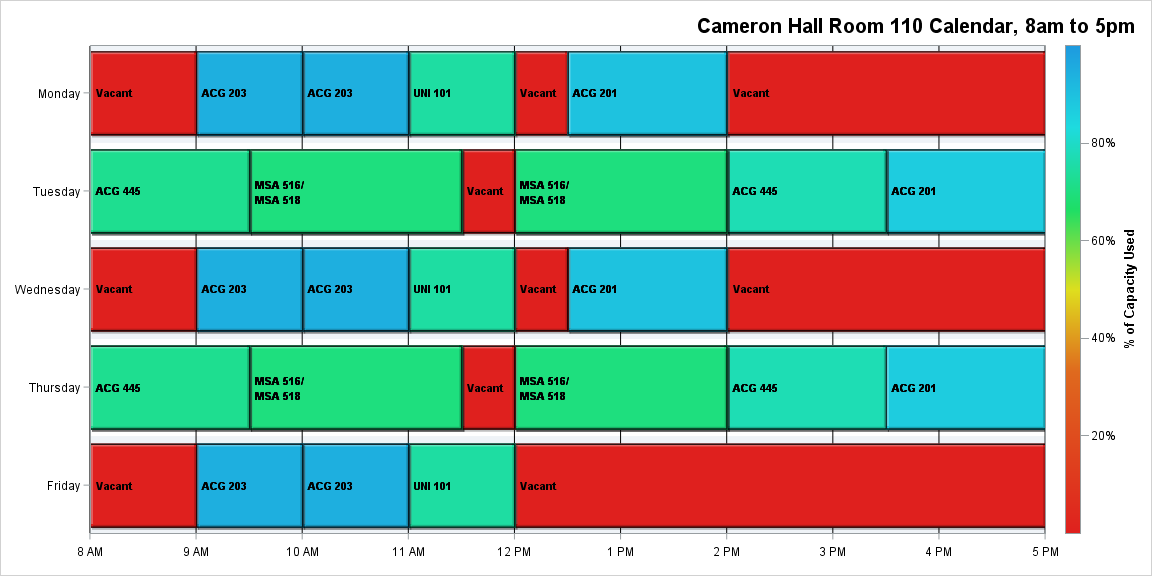 Cameron Hall Room 110 Calendar, 8am to 5pm
Monday
Vacant
ACG 203
ACG 203
UNI 101
Vacant
ACG 201
Vacant
Tuesday
ACG 445
MSA 516/
MSA 518
Vacant
MSA 516/
MSA 518
ACG 445
ACG 201
Wednesday
Vacant
ACG 203
ACG 203
UNI 101
Vacant
ACG 201
Vacant
Thursday
ACG 445
MSA 516/
MSA 518
Vacant
MSA 516/
MSA 518
ACG 445
ACG 201
Friday
Vacant
ACG 203
ACG 203
UNI 101
Vacant
8 AM
9 AM
10 AM
11 AM
12 PM
1 PM
2 PM
3 PM
4 PM
5 PM
80%
60%
40%
20%
% of Capacity Used